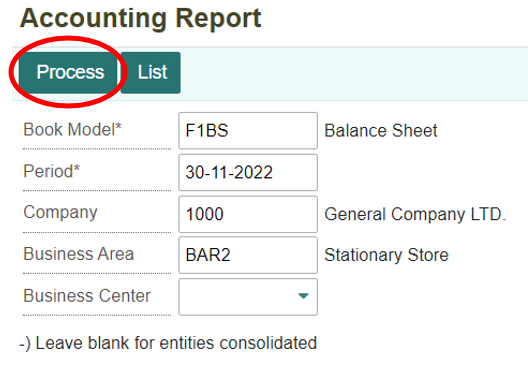 Accounting Report
Process List
Book Model* F1BS Balance Sheet
Period* 30-11-2022
Company 1000 General Company LTD.
Business Area BAR2 Stationary Store
Business Center
-) Leave blank for entities consolidated